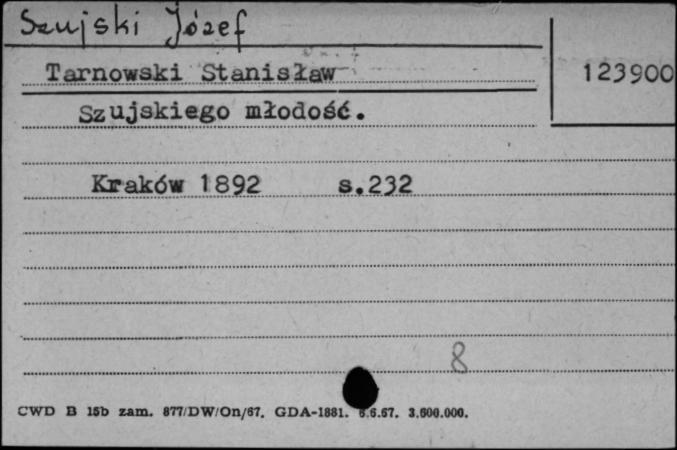 Szujski Józef
Tarnowski Stanisław
123900
Szujskiego młodość.
Kraków 1892 s.232
8
CWD B 15b zam. 877/DW/On/67. GDA-1881. 6.6.67. 3.600.000.